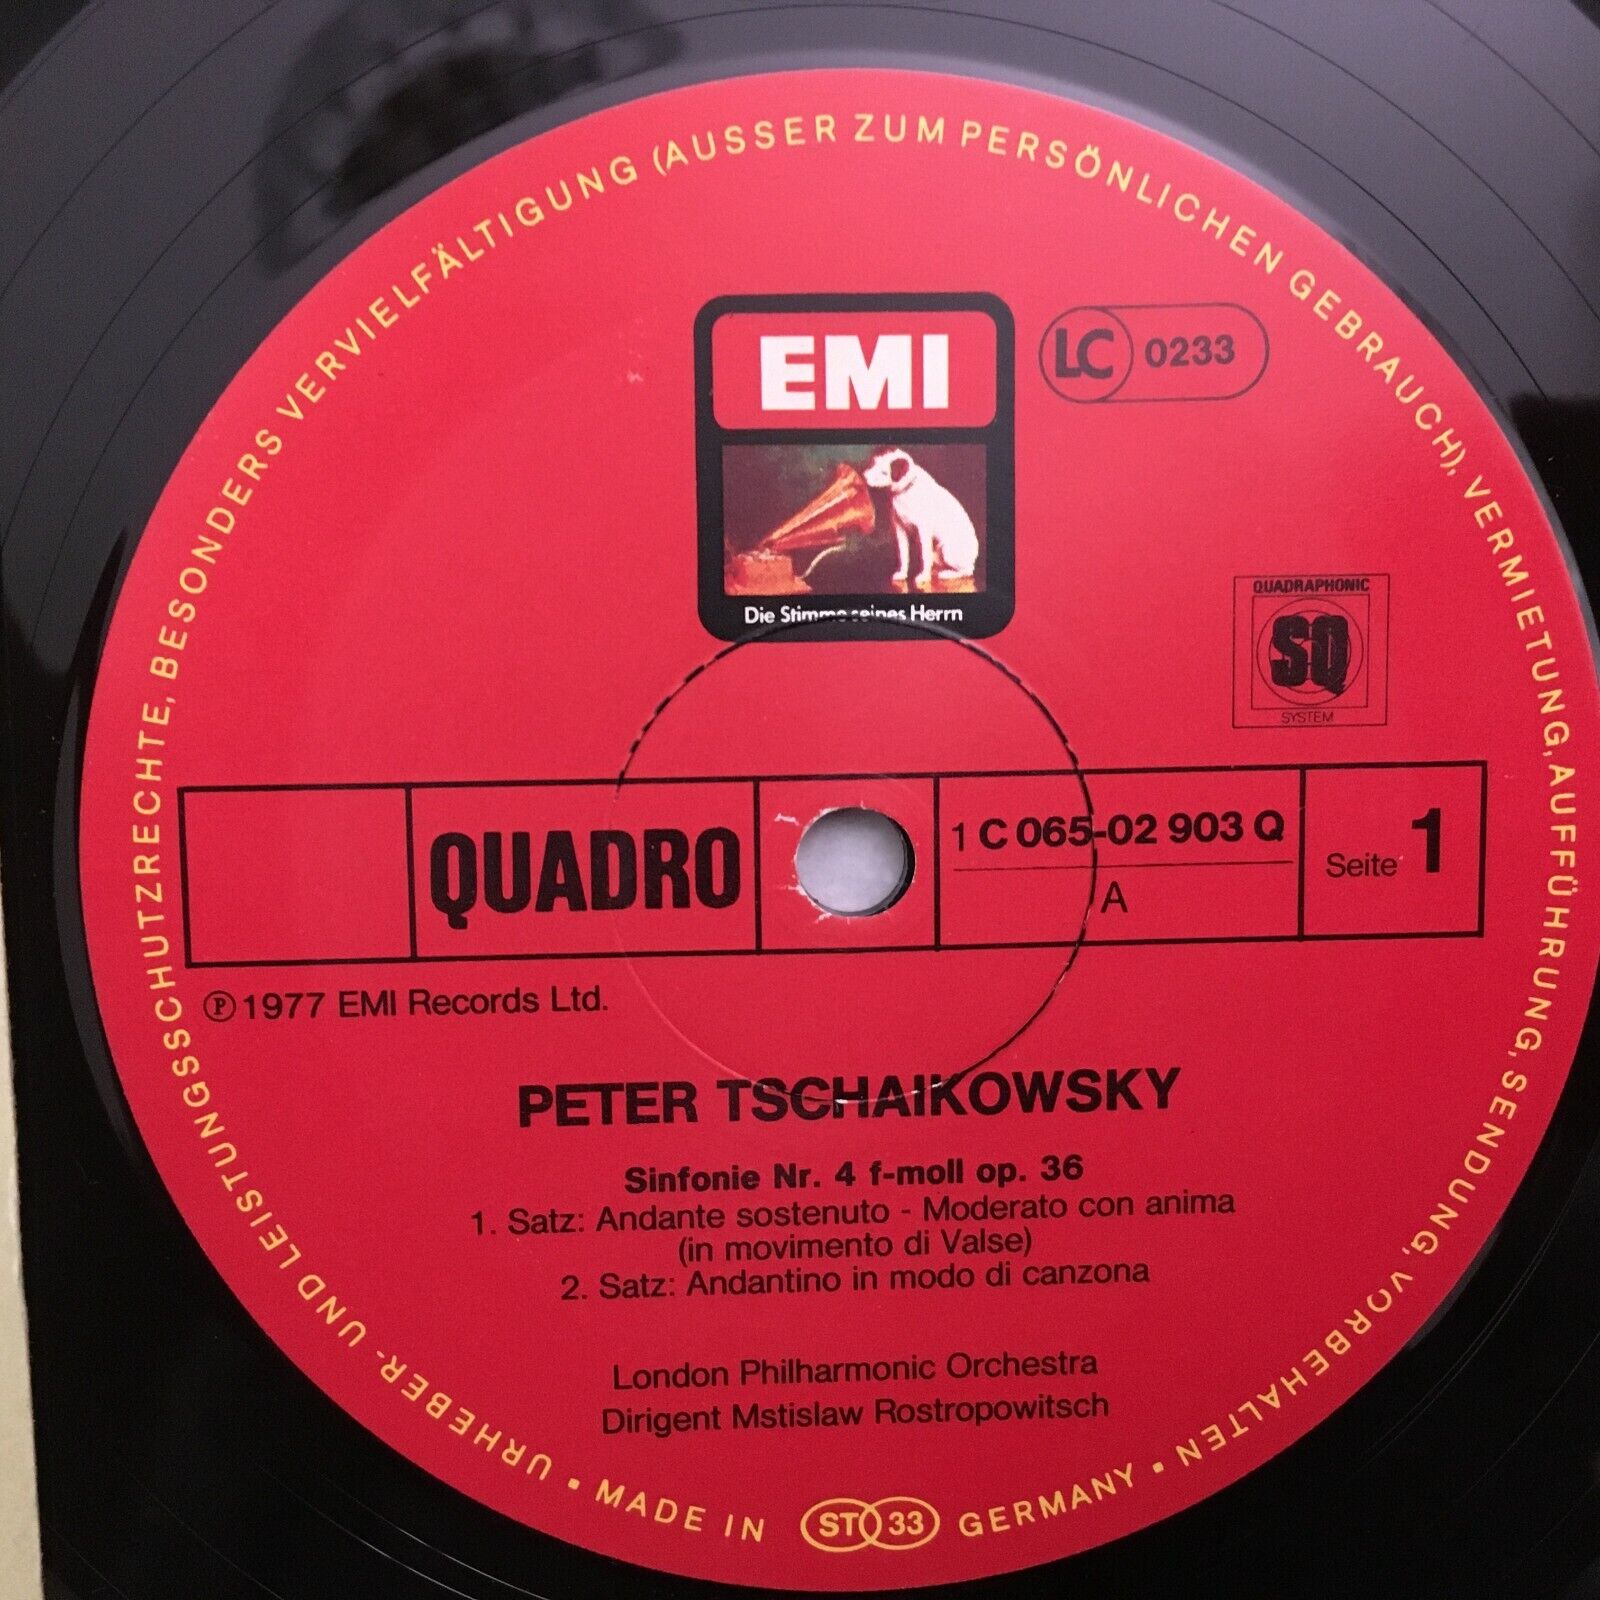 URHEBER- UND LEISTUNGSSCHUTZRECHTE, BESONDERS VERVIELFÄLTIGUNG (AUSSER ZUM PERSÖNLICHEN GEBRAUCH), VERMIETUNG, AUFFÜHRUNG, SENDUNG, VORBEHALTEN •
EMI
LC 0233
Die Stimme seines Herrn
QUADRAPHONIC
SQ
SYSTEM
QUADRO
1 C 065-02 903 Q
A
Seite 1
℗ 1977 EMI Records Ltd.
PETER TSCHAIKOWSKY
Sinfonie Nr. 4 f-moll op. 36
1. Satz: Andante sostenuto - Moderato con anima
(in movimento di Valse)
2. Satz: Andantino in modo di canzona
London Philharmonic Orchestra
Dirigent Mstislaw Rostropowitsch
• MADE IN ST 33 GERMANY